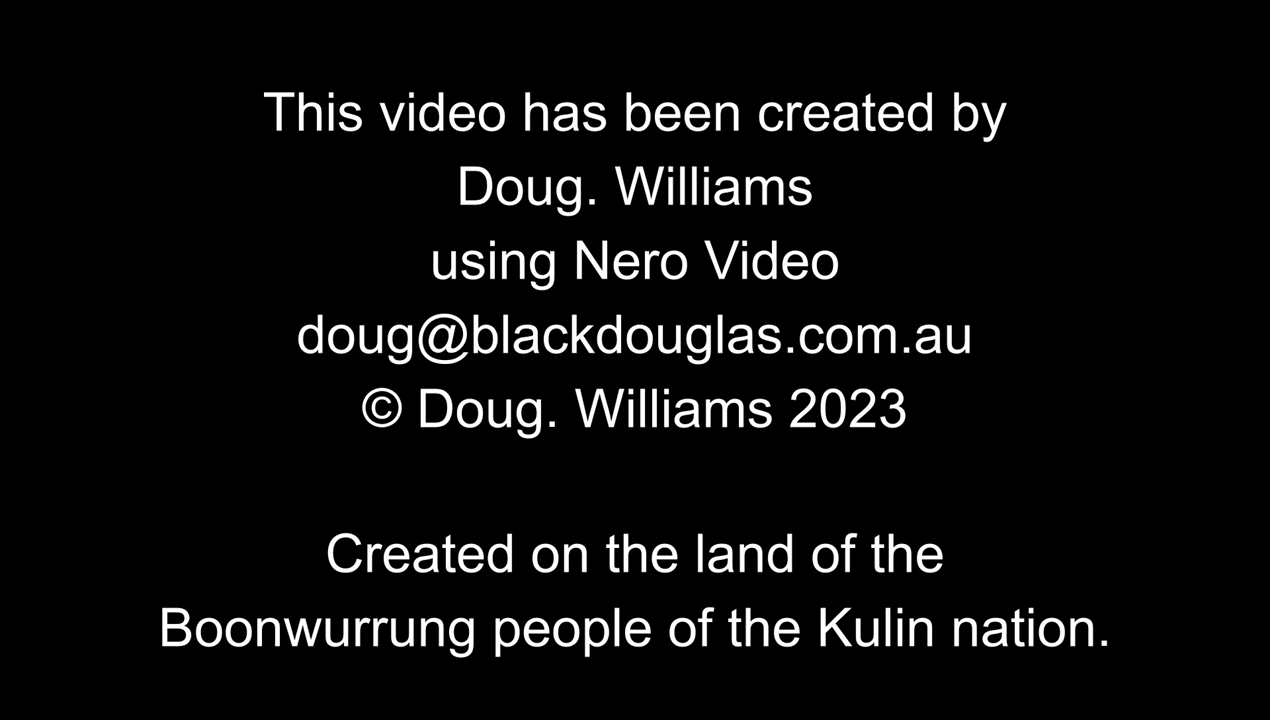 This video has been created by
Doug. Williams
using Nero Video
doug@blackdouglas.com.au
© Doug. Williams 2023
Created on the land of the
Boonwurrung people of the Kulin nation.